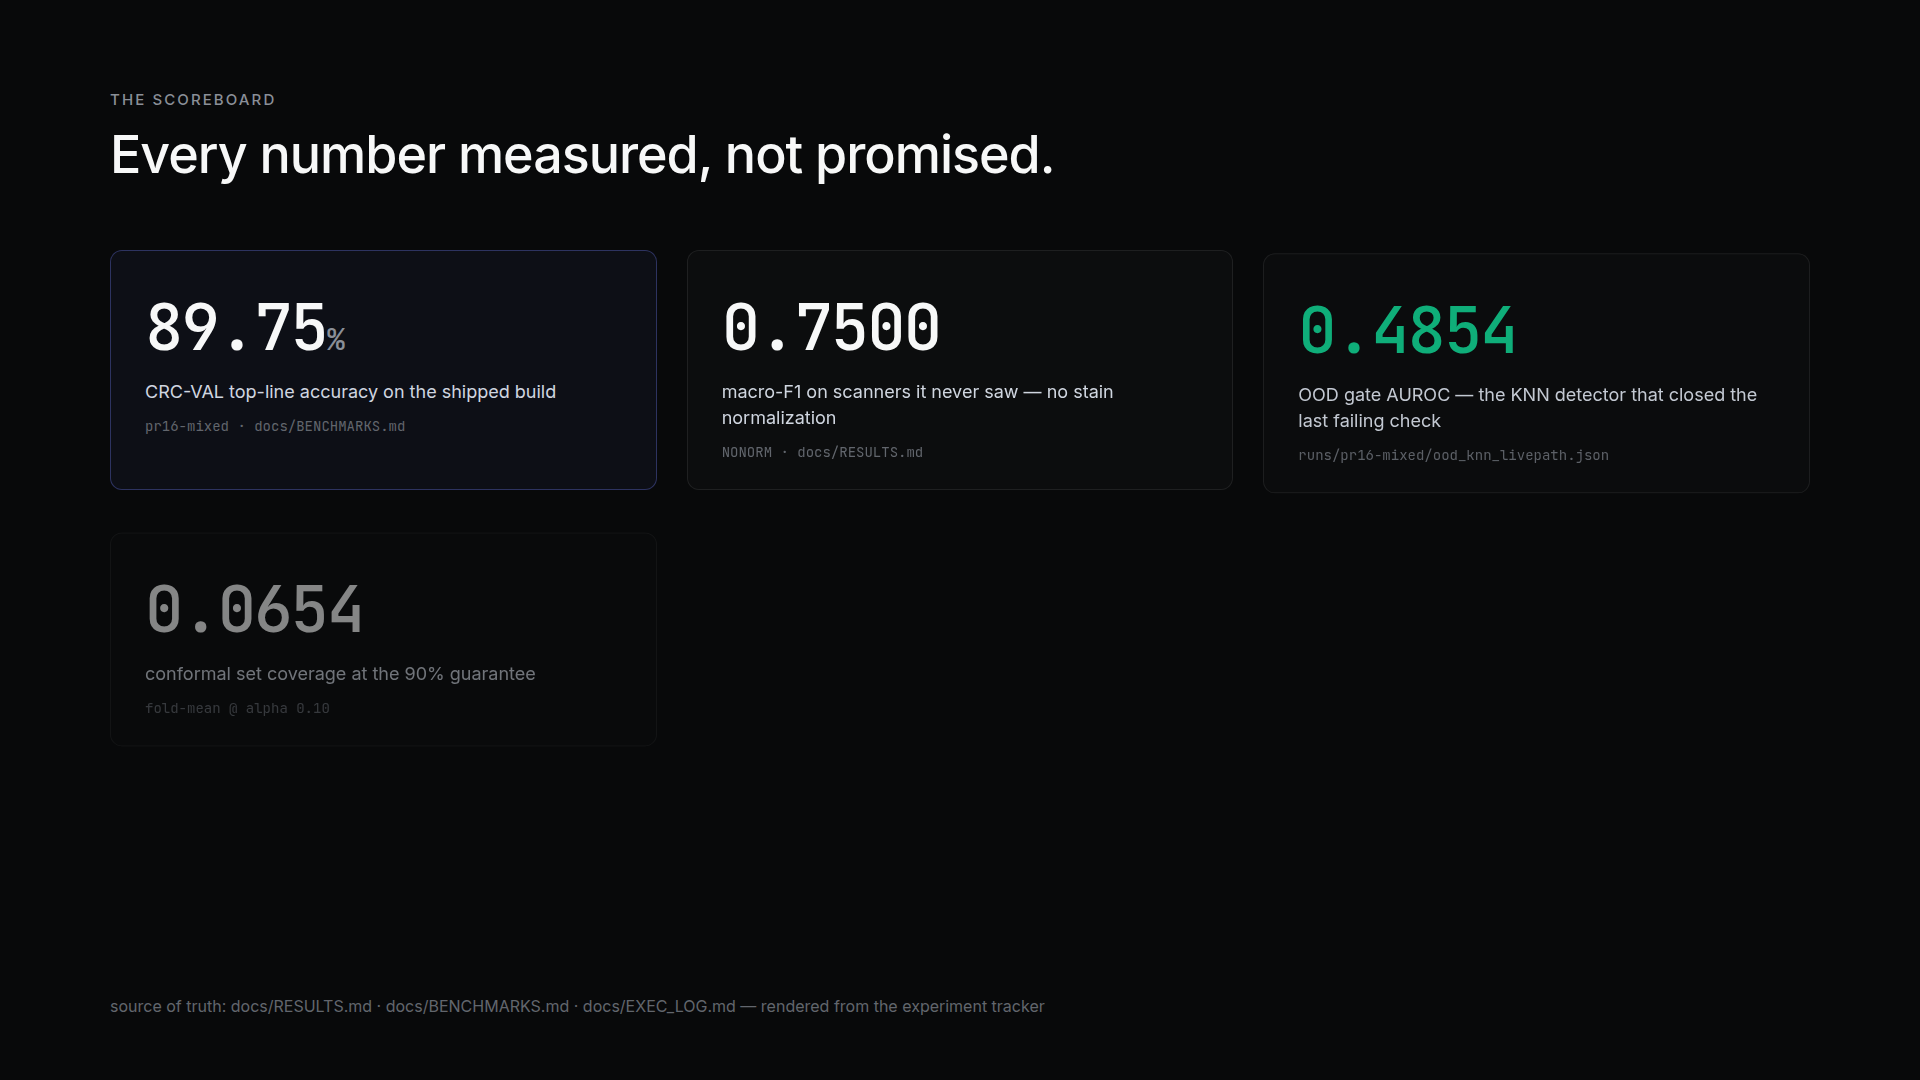 THE SCOREBOARD
Every number measured, not promised.
89.75%
CRC-VAL top-line accuracy on the shipped build
pr16-mixed · docs/BENCHMARKS.md
0.7500
macro-F1 on scanners it never saw — no stain
normalization
NONORM · docs/RESULTS.md
0.4854
OOD gate AUROC — the KNN detector that closed the
last failing check
runs/pr16-mixed/ood_knn_livepath.json
0.0654
conformal set coverage at the 90% guarantee
fold-mean @ alpha 0.10
source of truth: docs/RESULTS.md · docs/BENCHMARKS.md · docs/EXEC_LOG.md — rendered from the experiment tracker